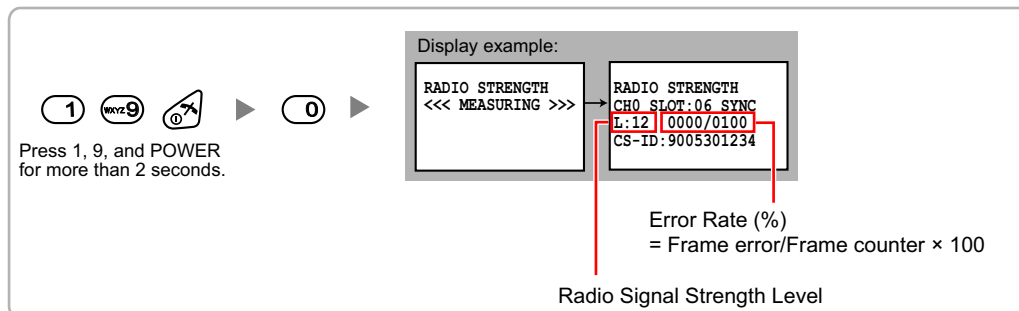 Display example:
RADIO STRENGTH
<<< MEASURING >>>
RADIO STRENGTH
CH0 SLOT:06 SYNC
L:12 0000/0100
CS-ID:9005301234
1 WXYZ9 0
Press 1, 9, and POWER
for more than 2 seconds.
Error Rate (%)
= Frame error/Frame counter × 100
Radio Signal Strength Level